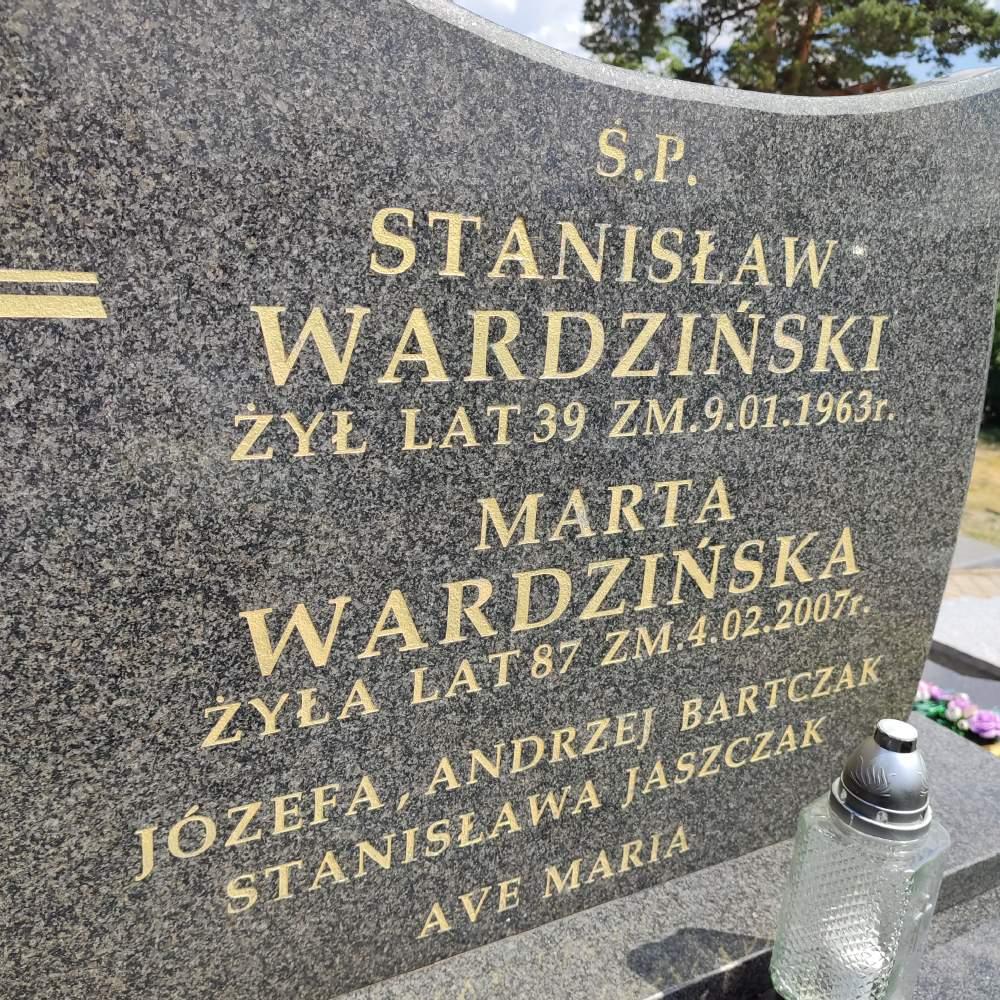 Ś.P.
STANISŁAW
WARDZIŃSKI
ŻYŁ LAT 39 ZM.9.01.1963r.
MARTA
WARDZIŃSKA
ŻYŁA LAT 87 ZM.4.02.2007r.
JÓZEFA, ANDRZEJ BARTCZAK
STANISŁAWA JASZCZAK
AVE MARIA